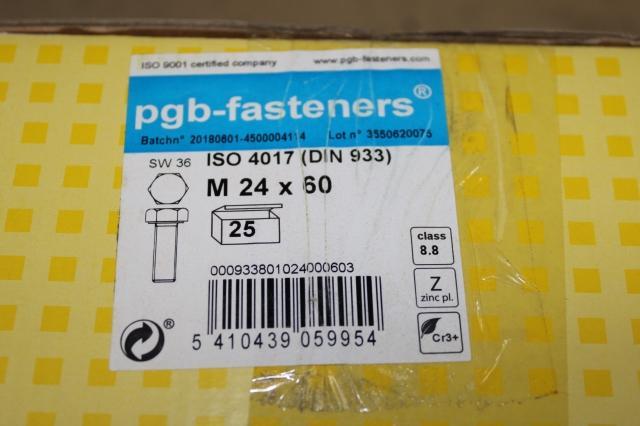 ISO 9001 certified company www.pgb-fasteners.com
pgb-fasteners®
Batchn° 20180601-4500004114 Lot n° 3550620075
SW 36 ISO 4017 (DIN 933)
M 24 x 60
25
class
8.8
000933801024000603
Z
zinc pl.
Cr3+
®
5 410439 059954